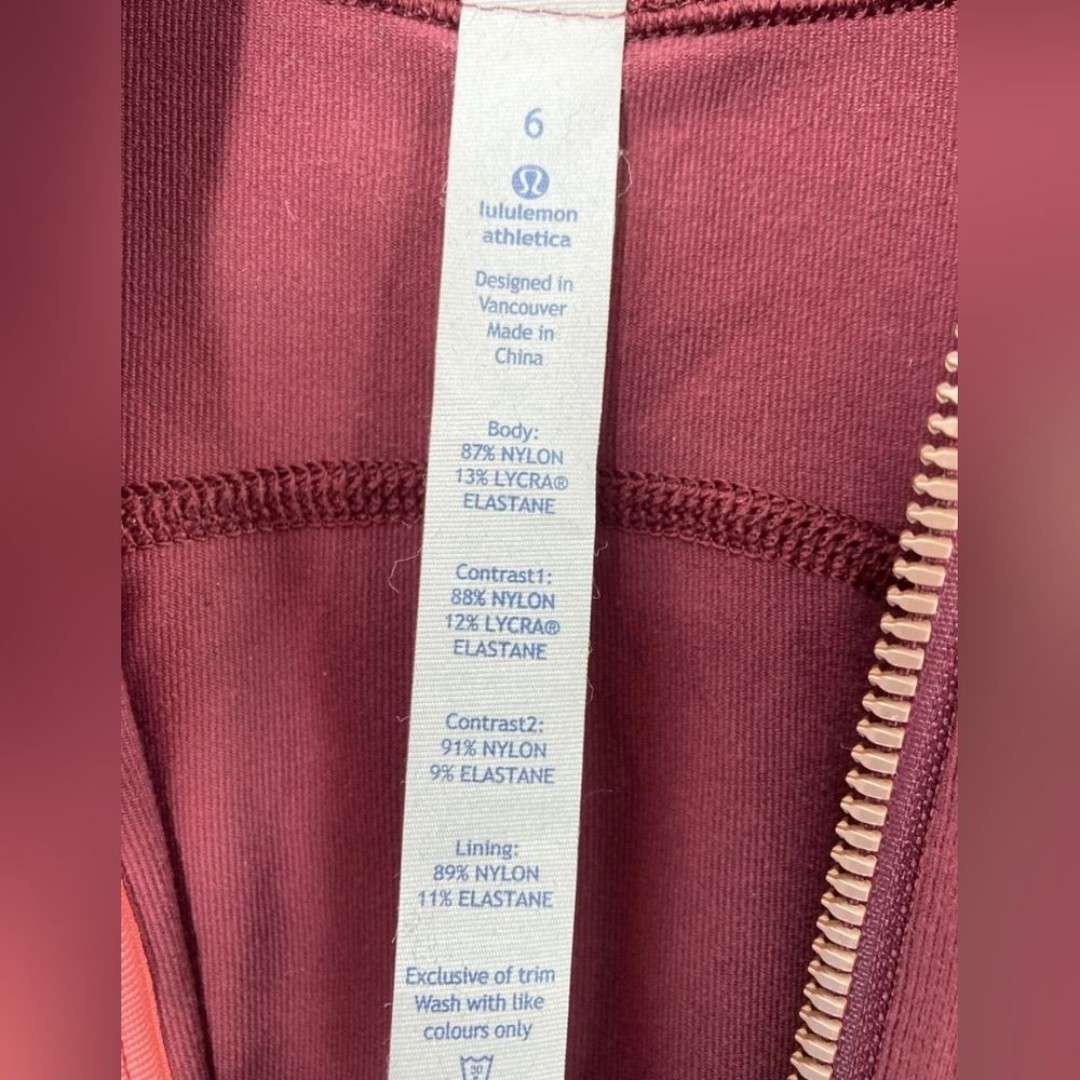 6
lululemon
athletica
Designed in
Vancouver
Made in
China
Body:
87% NYLON
13% LYCRA®
ELASTANE
Contrast1:
88% NYLON
12% LYCRA®
ELASTANE
Contrast2:
91% NYLON
9% ELASTANE
Lining:
89% NYLON
11% ELASTANE
Exclusive of trim
Wash with like
colours only
30